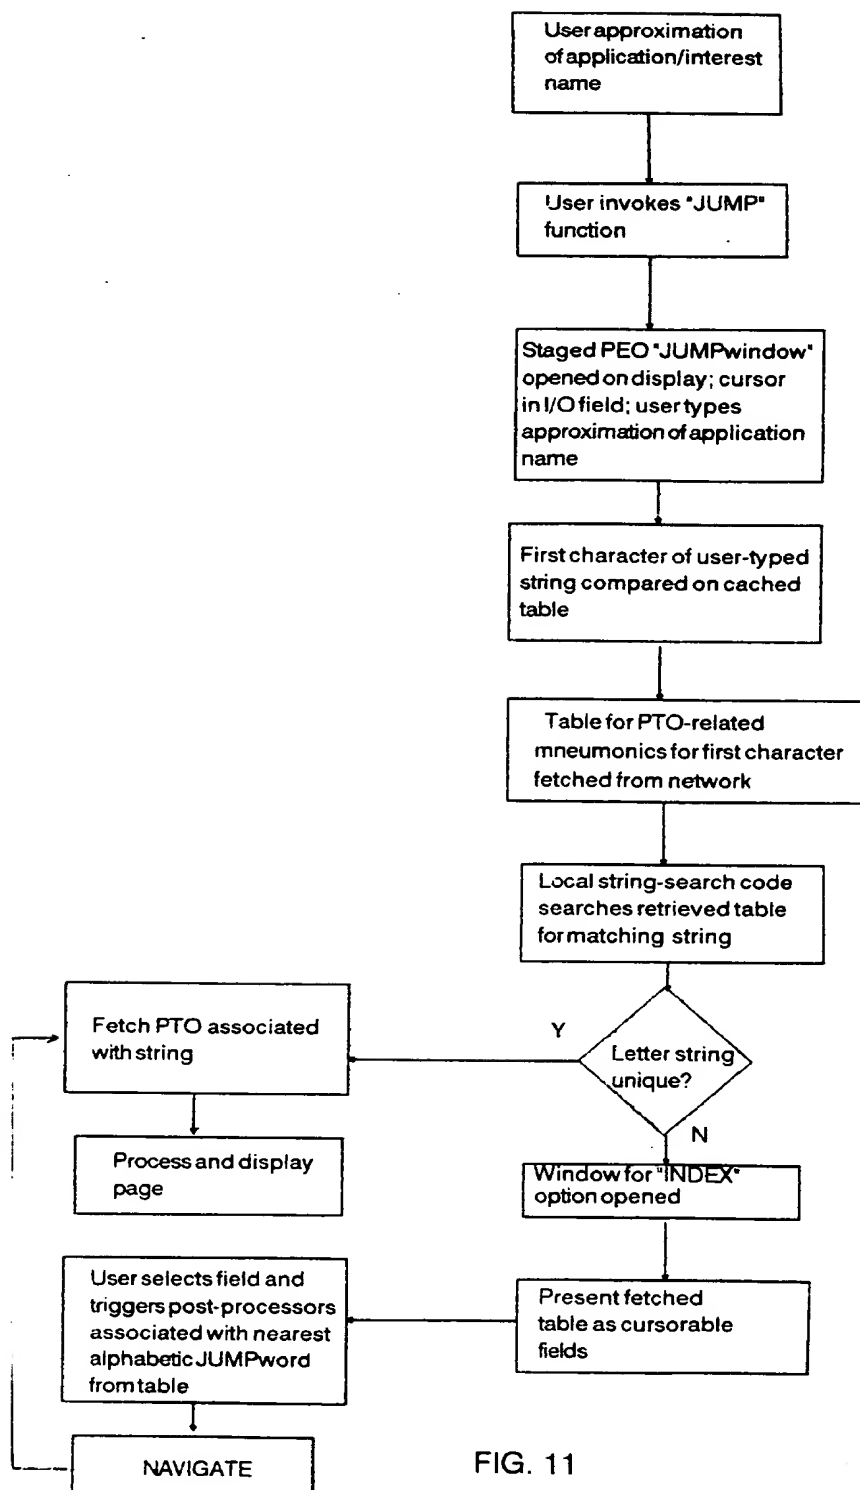 User approximation
of application/interest
name
User invokes "JUMP"
function
Staged PEO "JUMPwindow"
opened on display; cursor
in I/O field; user types
approximation of application
name
First character of user-typed
string compared on cached
table
Table for PTO-related
mneumonics for first character
fetched from network
Local string-search code
searches retrieved table
for matching string
Letter string
unique?
Y
N
Fetch PTO associated
with string
Process and display
page
Window for "INDEX"
option opened
Present fetched
table as cursorable
fields
User selects field and
triggers post-processors
associated with nearest
alphabetic JUMPword
from table
NAVIGATE
FIG. 11